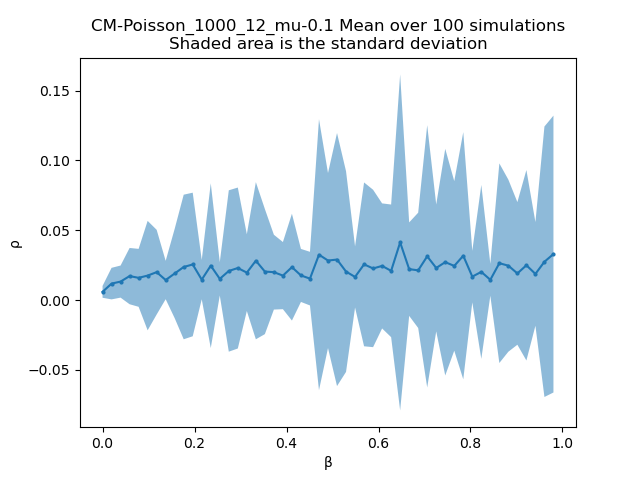 CM-Poisson_1000_12_mu-0.1 Mean over 100 simulations
Shaded area is the standard deviation
0.15
0.10
0.05
0.00
−0.05
ρ
0.0 0.2 0.4 0.6 0.8 1.0
β